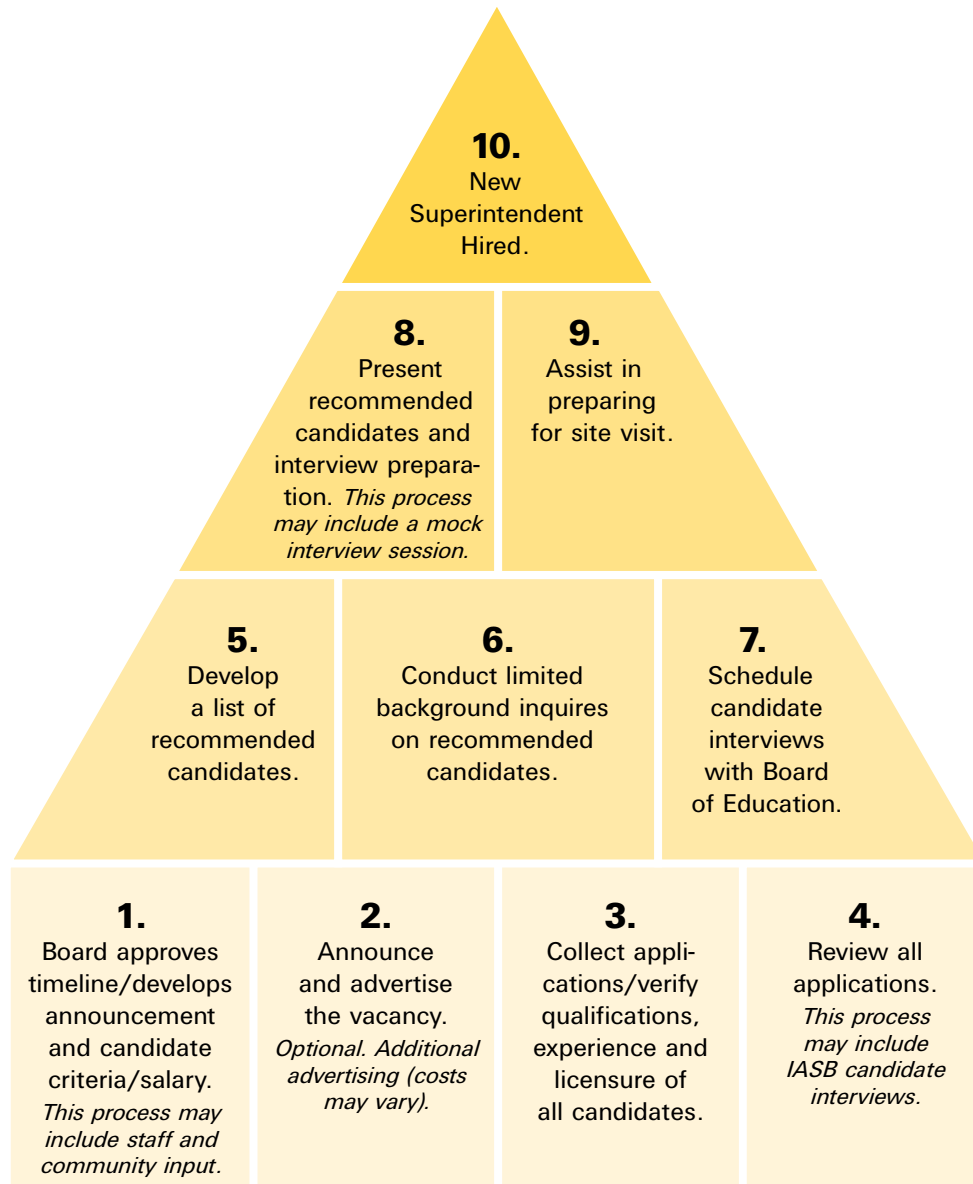 10.
New
Superintendent
Hired.
8.
Present
recommended
candidates and
interview prepara-
tion. This process
may include a mock
interview session.
9.
Assist in
preparing
for site visit.
5.
Develop
a list of
recommended
candidates.
6.
Conduct limited
background inquires
on recommended
candidates.
7.
Schedule
candidate
interviews
with Board
of Education.
1.
Board approves
timeline/develops
announcement
and candidate
criteria/salary.
This process may
include staff and
community input.
2.
Announce
and advertise
the vacancy.
Optional. Additional
advertising (costs
may vary).
3.
Collect appli-
cations/verify
qualifications,
experience and
licensure of
all candidates.
4.
Review all
applications.
This process
may include
IASB candidate
interviews.